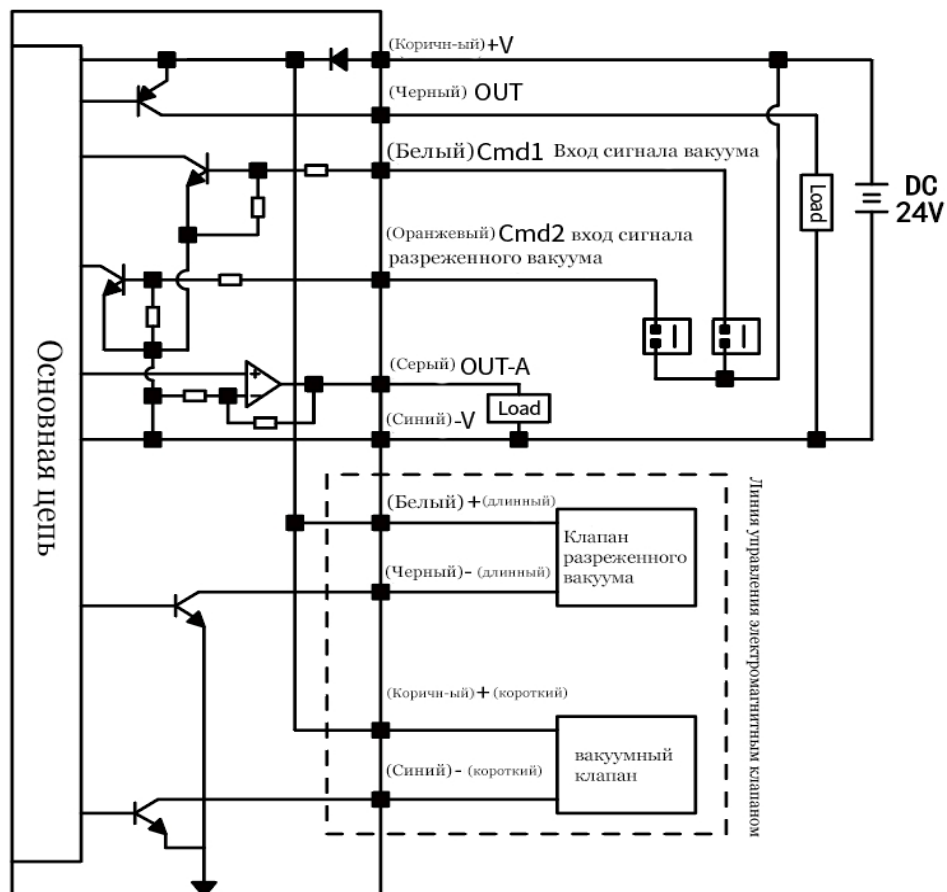 (Коричн-ый)+V
(Черный) OUT
(Белый) Cmd1 Вход сигнала вакуума
Load
DC
24V
(Оранжевый) Cmd2 вход сигнала
разреженного вакуума
Основная цепь
(Серый) OUT-A
Load
(Синий)-V
Линия управления электромагнитным клапаном
(Белый)+(длинный)
Клапан
разреженного
вакуума
(Черный)- (длинный)
(Коричн-ый)+ (короткий)
вакуумный
клапан
(Синий)- (короткий)